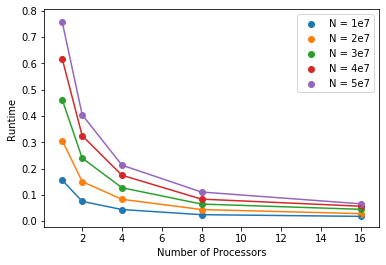 0.8
0.7
0.6
0.5
0.4
0.3
0.2
0.1
0.0
Runtime
N = 1e7
N = 2e7
N = 3e7
N = 4e7
N = 5e7
2 4 6 8 10 12 14 16
Number of Processors